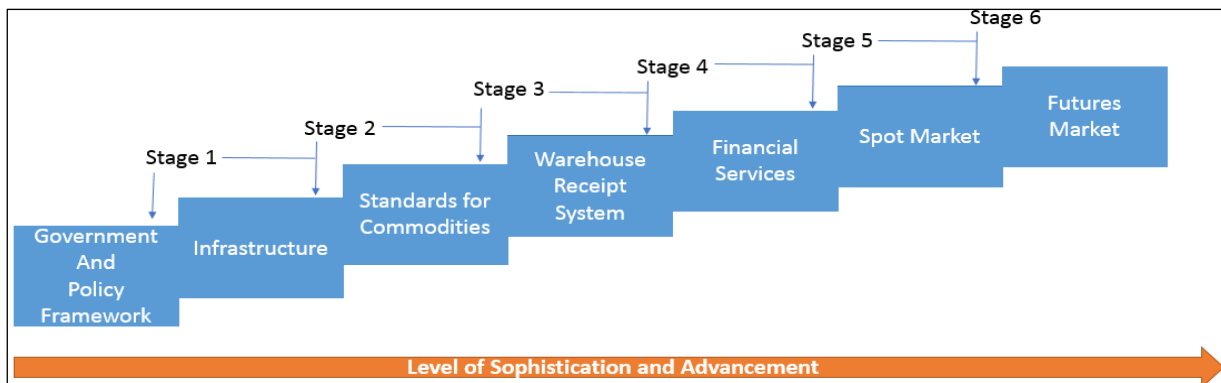 Stage 1
Stage 2
Stage 3
Stage 4
Stage 5
Stage 6
Government
And
Policy
Framework
Infrastructure
Standards for
Commodities
Warehouse
Receipt
System
Financial
Services
Spot Market
Futures
Market
Level of Sophistication and Advancement